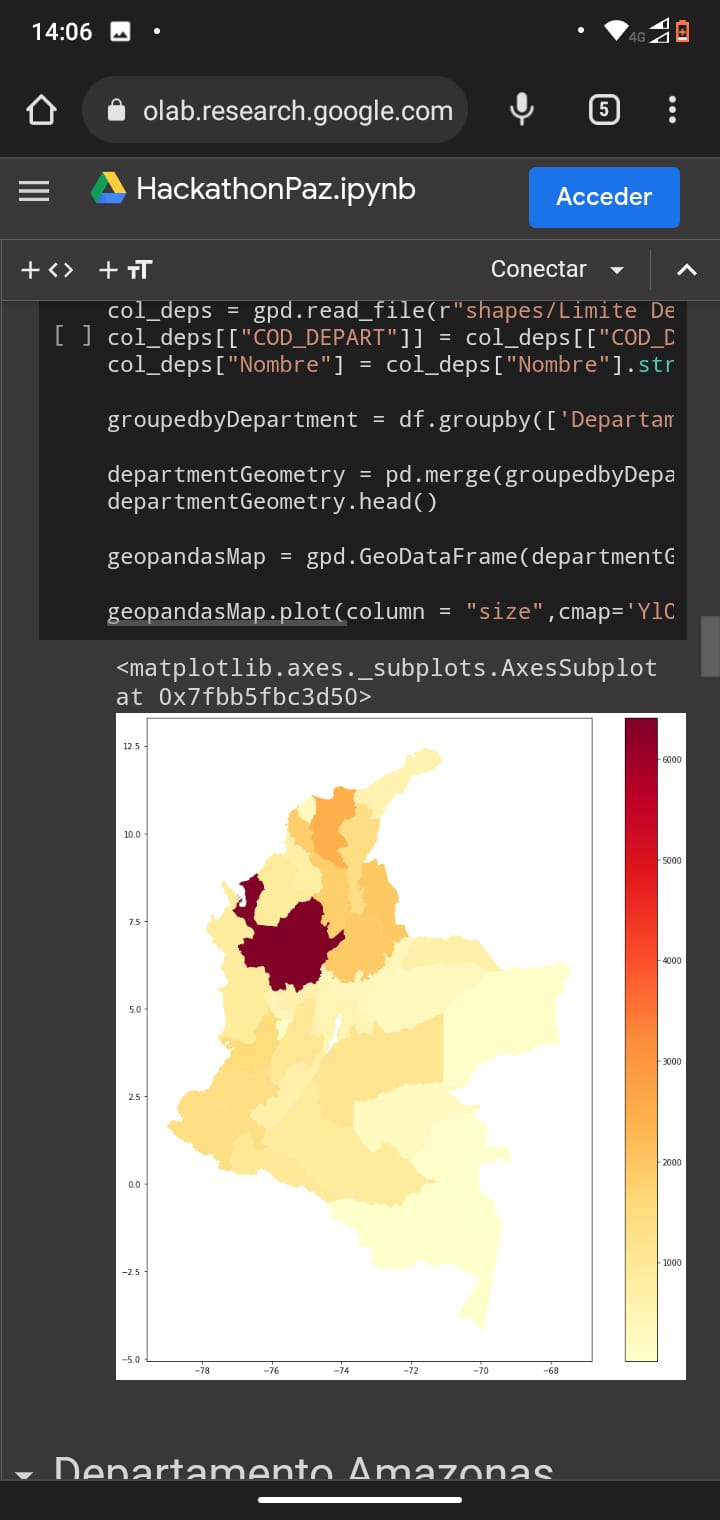 14:06
4G
olab.research.google.com
5
HackathonPaz.ipynb
Acceder
+ <> + TT
Conectar
col_deps = gpd.read_file(r"shapes/Limite De
[ ] col_deps[["COD_DEPART"]] = col_deps[["COD_D
col_deps["Nombre"] = col_deps["Nombre"].str
groupedbyDepartment = df.groupby(['Departam
departmentGeometry = pd.merge(groupedbyDepa
departmentGeometry.head()
geopandasMap = gpd.GeoDataFrame(departmentG
geopandasMap.plot(column = "size",cmap='YlO
<matplotlib.axes._subplots.AxesSubplot
at 0x7fbb5fbc3d50>
12.5
10.0
7.5
5.0
2.5
0.0
−2.5
−5.0
−78 −76 −74 −72 −70 −68
6000
5000
4000
3000
2000
1000
Departamento Amazonas